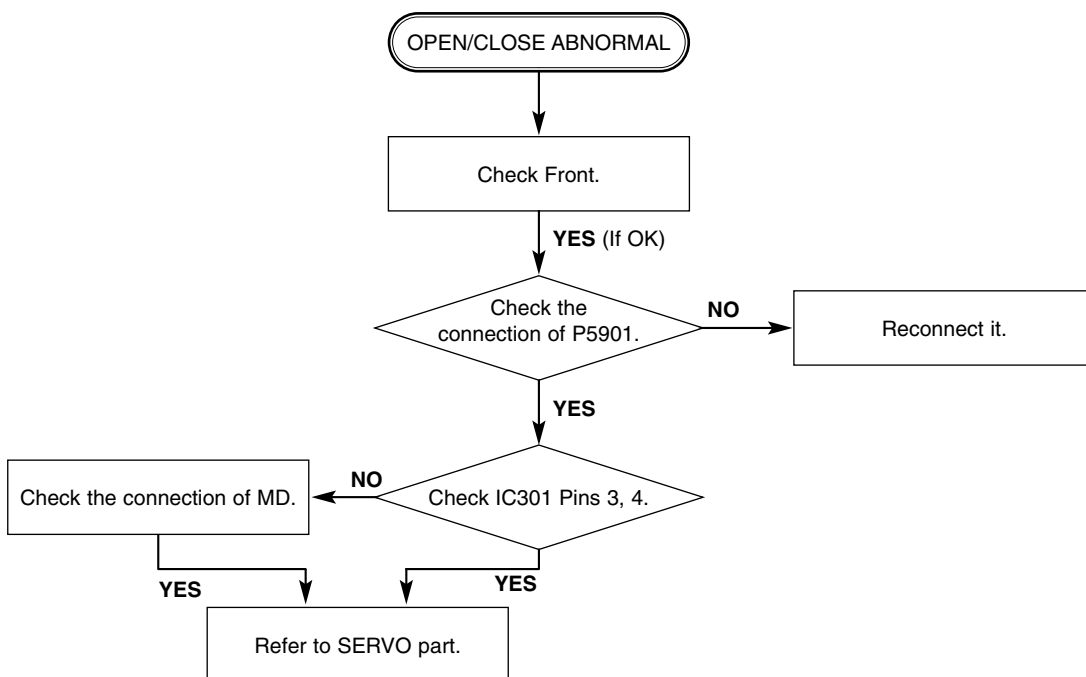 OPEN/CLOSE ABNORMAL
Check Front.
YES (If OK)
Check the
connection of P5901.
NO
Reconnect it.
YES
Check IC301 Pins 3, 4.
NO
Check the connection of MD.
YES
YES
Refer to SERVO part.